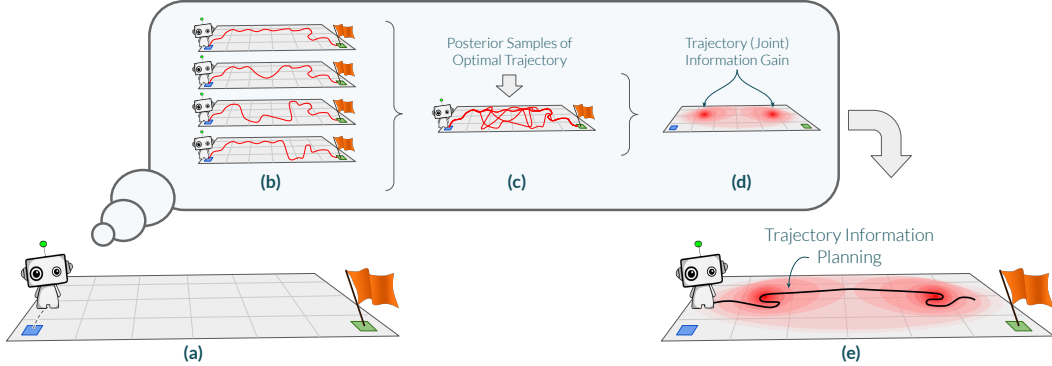 Posterior Samples of
Optimal Trajectory
Trajectory (Joint)
Information Gain
(b)
(c)
(d)
Trajectory Information
Planning
(a)
(e)